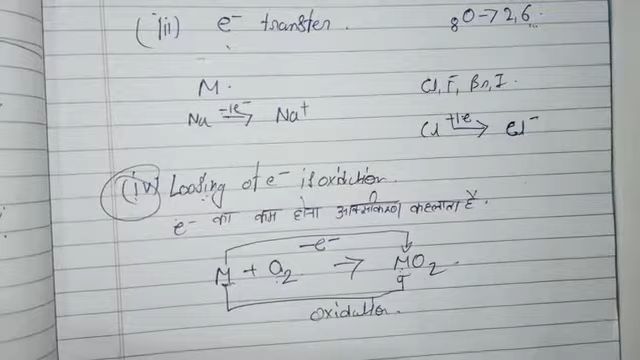 (iii) e⁻ transfer. ₈O→2,6.
M. Cl, F, Br, I.
Na -1e⁻→ Na⁺
Cl +1e→ Cl⁻
(iv) Loosing of e⁻ is oxidation.
e⁻ का कम होना आक्सीकरण कहलाता है.
-e⁻
M + O₂ → MO₂.
oxidation.